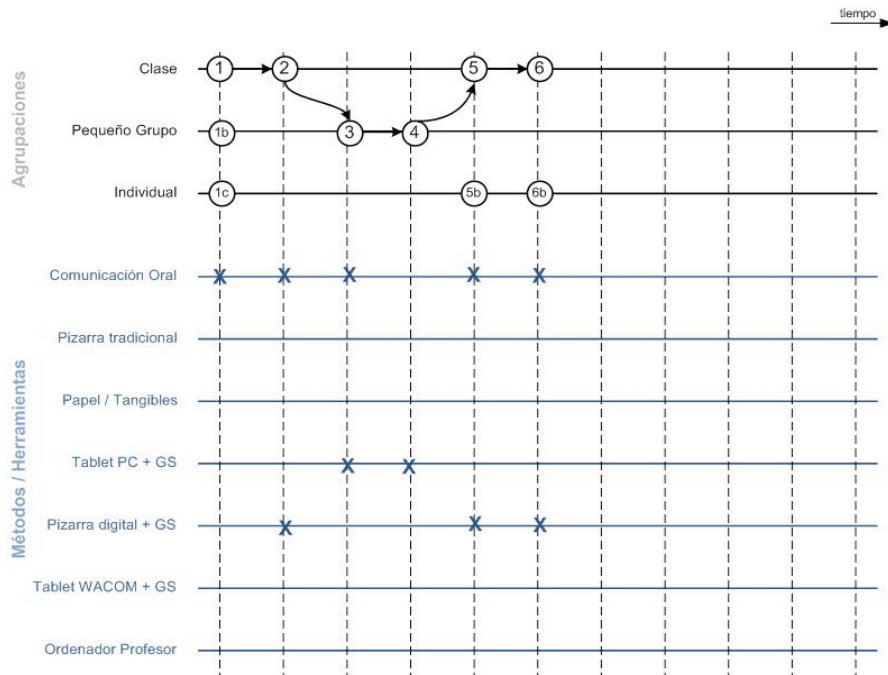 tiempo
Agrupaciones
Clase
1 2 5 6
Pequeño Grupo
1b 3 4
Individual
1c 5b 6b
Métodos / Herramientas
Comunicación Oral
X X X X X
Pizarra tradicional
Papel / Tangibles
Tablet PC + GS
X X
Pizarra digital + GS
X X X
Tablet WACOM + GS
Ordenador Profesor